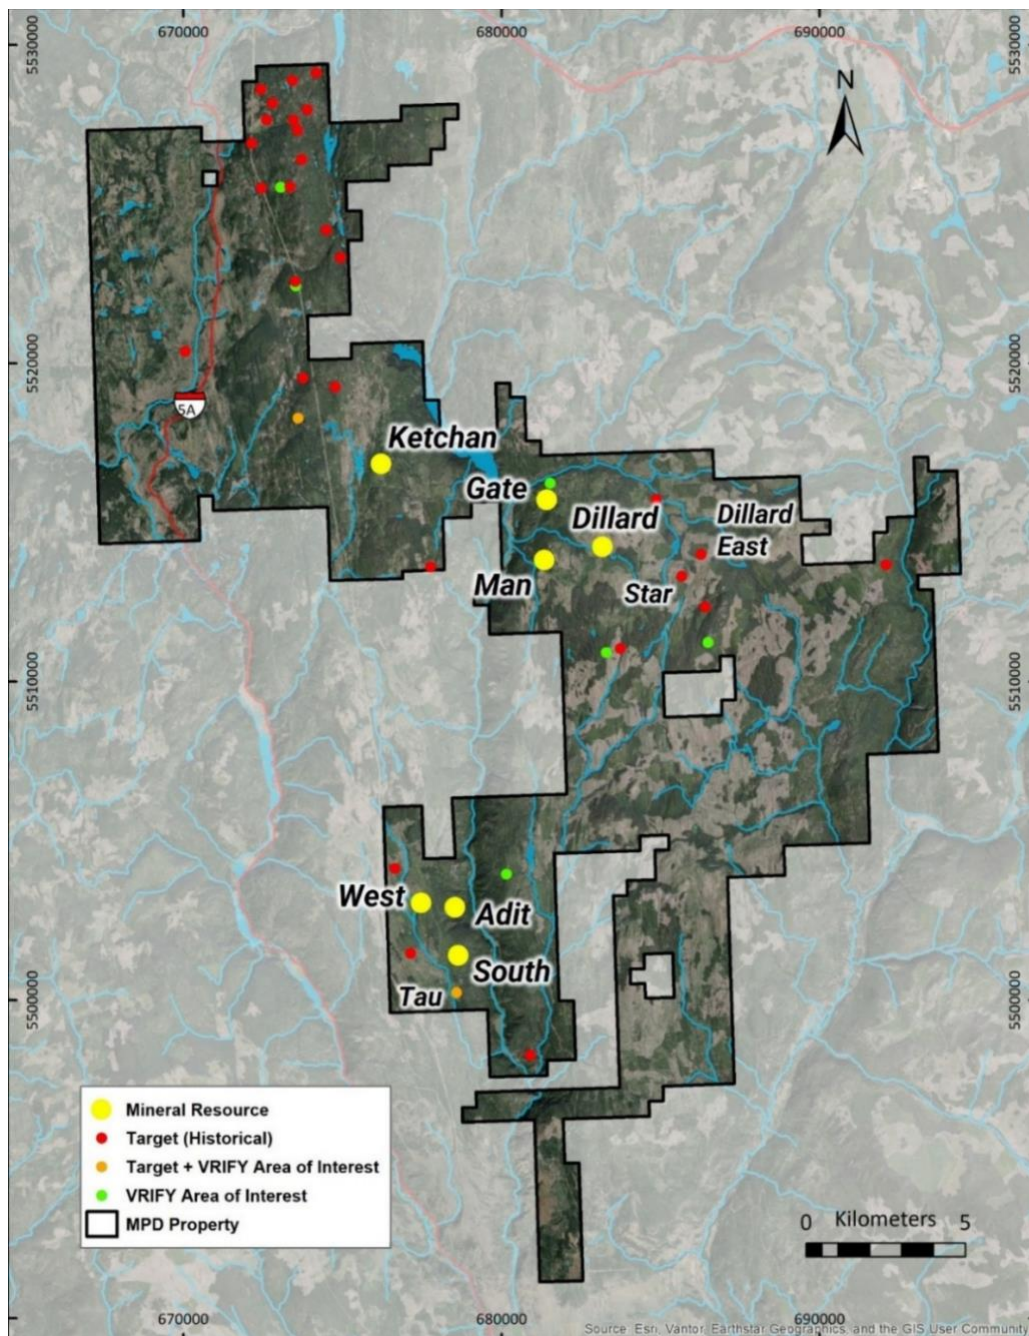 670000
680000
690000
5530000
5530000
N
5520000
5520000
5A
Ketchan
Gate
Dillard
Dillard
East
Man
Star
5510000
5510000
West
Adit
South
Tau
5500000
5500000
Mineral Resource
Target (Historical)
Target + VRIFY Area of Interest
VRIFY Area of Interest
MPD Property
0 Kilometers 5
670000
680000
690000
Source: Esri, Vantor, Earthstar Geographics, and the GIS User Community